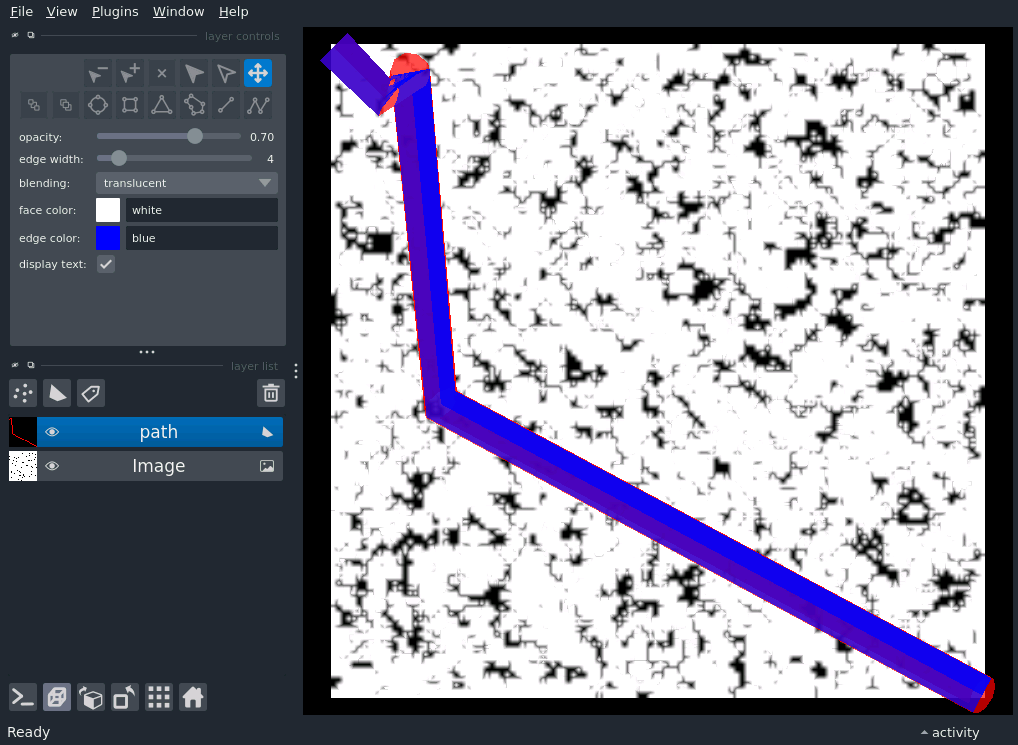 File View Plugins Window Help
layer controls
opacity: 0.70
edge width: 4
blending: translucent
face color: white
edge color: blue
display text:
layer list
path
Image
Ready activity